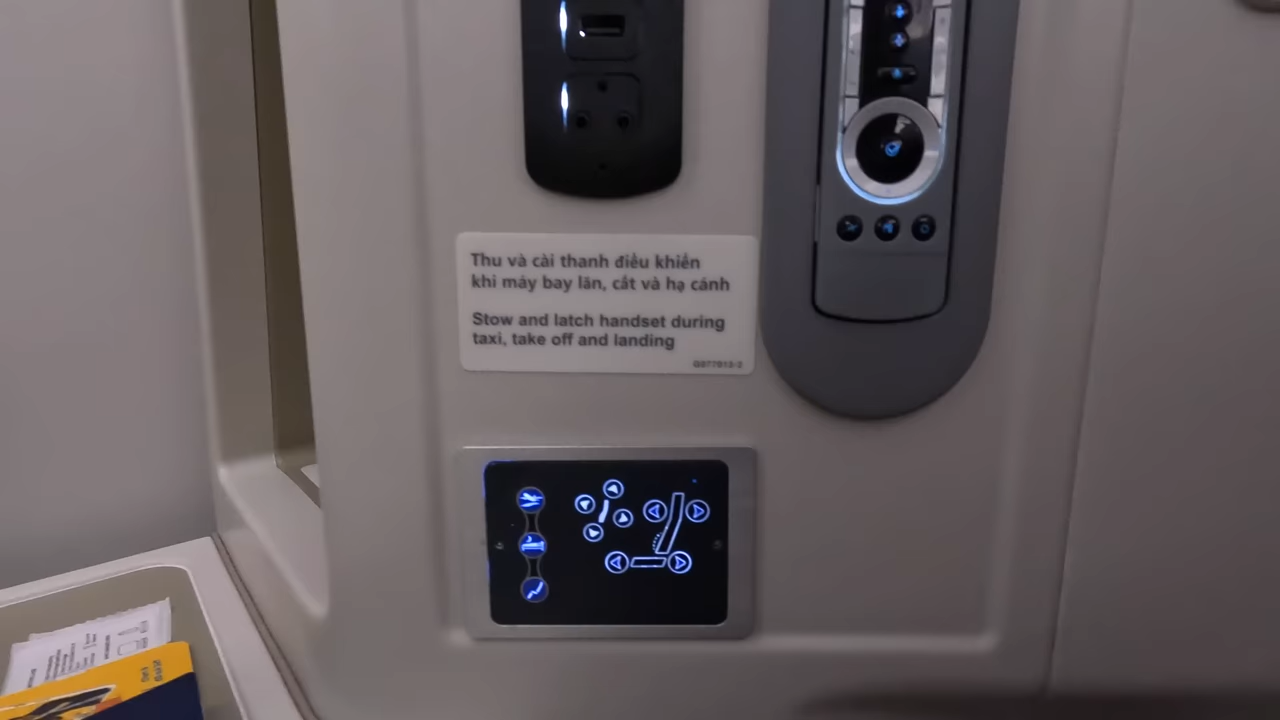 Thu và cài thanh điều khiển
khi máy bay lăn, cất và hạ cánh
Stow and latch handset during
taxi, take off and landing